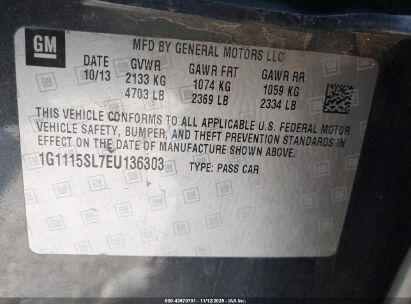 GM
MFD BY GENERAL MOTORS LLC
DATE GVWR GAWR FRT GAWR RR
10/13 2133 KG 1074 KG 1059 KG
4703 LB 2369 LB 2334 LB
THIS VEHICLE CONFORMS TO ALL APPLICABLE U.S. FEDERAL MOTOR
VEHICLE SAFETY, BUMPER, AND THEFT PREVENTION STANDARDS IN
EFFECT ON THE DATE OF MANUFACTURE SHOWN ABOVE.
1G1115SL7EU136303 TYPE: PASS CAR